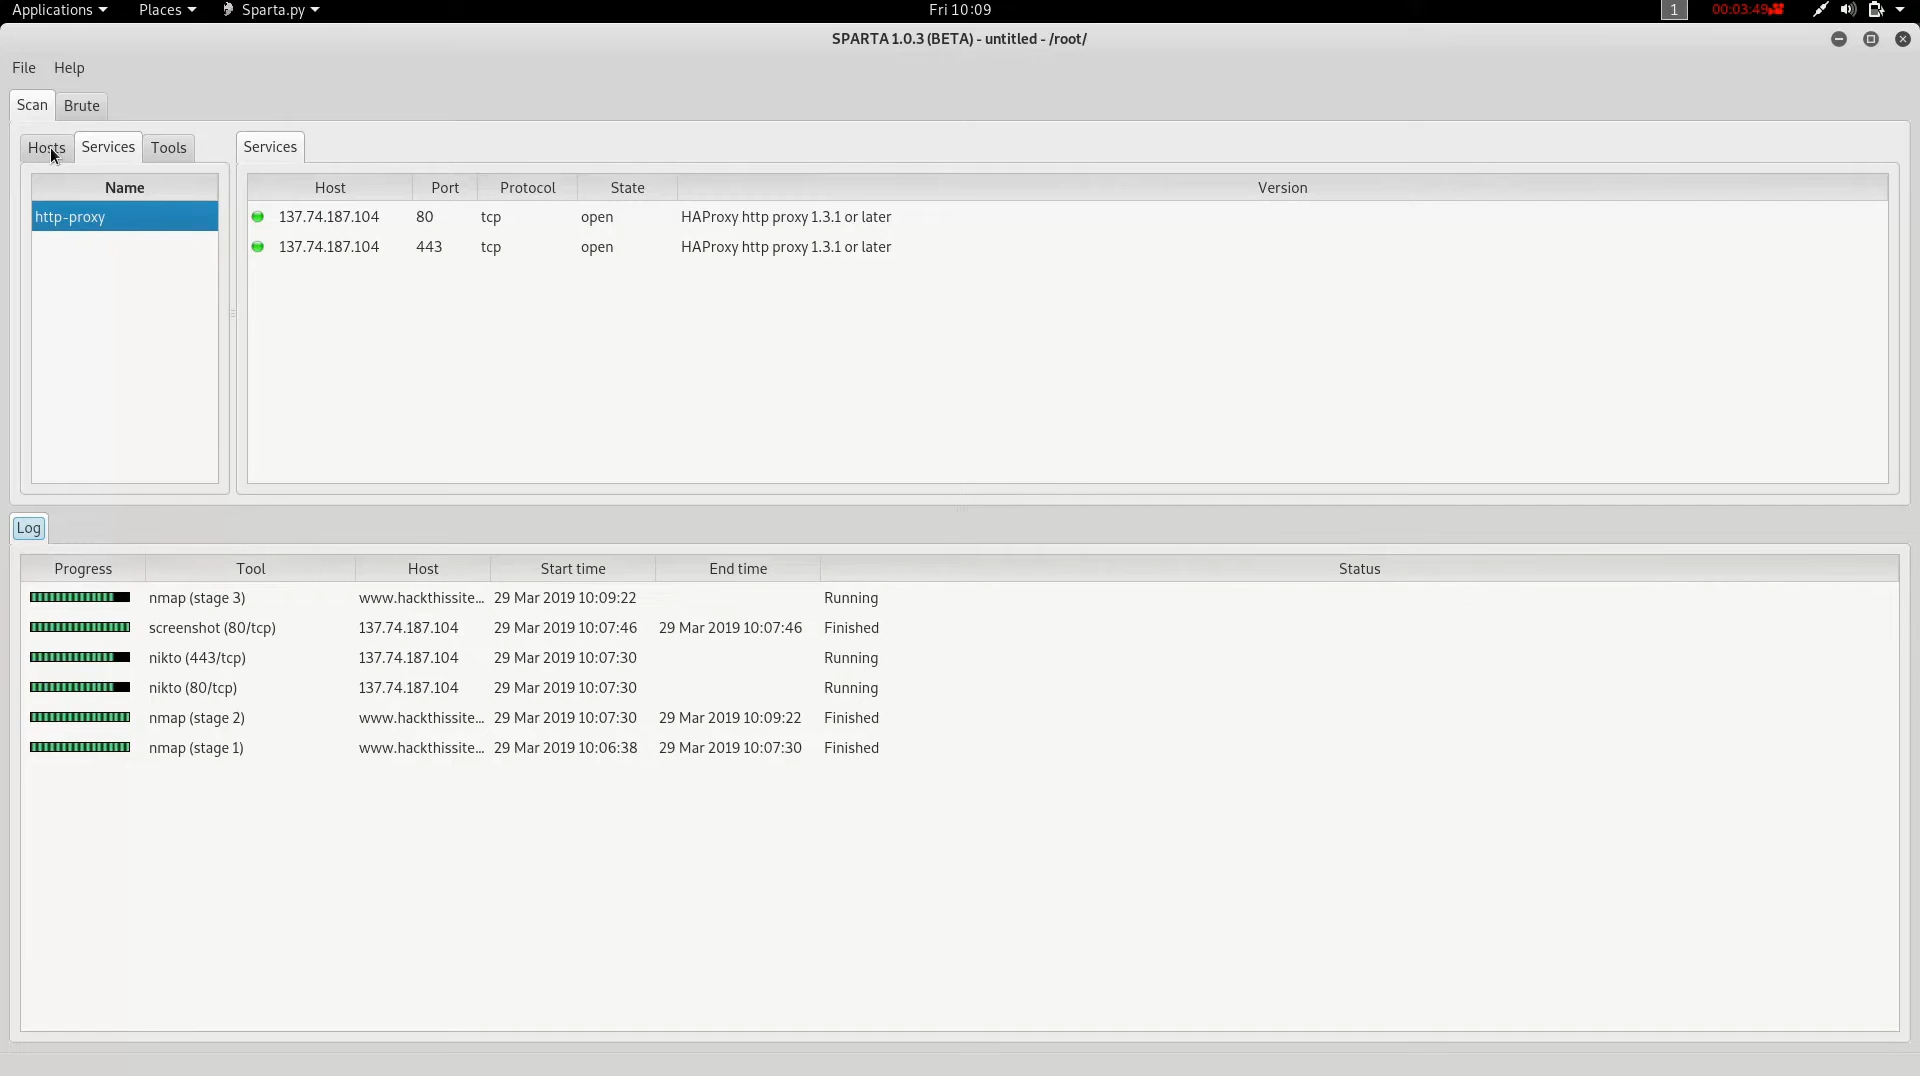 Applications Places Sparta.py Fri 10:09 1 00:03:49
SPARTA 1.0.3 (BETA) - untitled - /root/
File Help
Scan Brute
Hosts Services Tools Services
Name Host Port Protocol State Version
http-proxy 137.74.187.104 80 tcp open HAProxy http proxy 1.3.1 or later
137.74.187.104 443 tcp open HAProxy http proxy 1.3.1 or later
Log
Progress Tool Host Start time End time Status
nmap (stage 3) www.hackthissite... 29 Mar 2019 10:09:22 Running
screenshot (80/tcp) 137.74.187.104 29 Mar 2019 10:07:46 29 Mar 2019 10:07:46 Finished
nikto (443/tcp) 137.74.187.104 29 Mar 2019 10:07:30 Running
nikto (80/tcp) 137.74.187.104 29 Mar 2019 10:07:30 Running
nmap (stage 2) www.hackthissite... 29 Mar 2019 10:07:30 29 Mar 2019 10:09:22 Finished
nmap (stage 1) www.hackthissite... 29 Mar 2019 10:06:38 29 Mar 2019 10:07:30 Finished